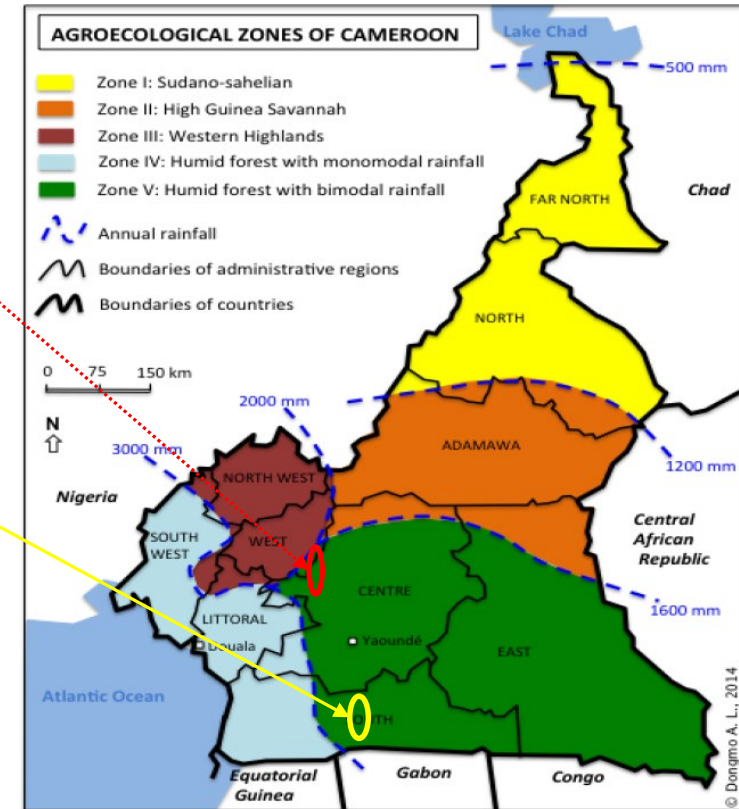 AGROECOLOGICAL ZONES OF CAMEROON
Lake Chad
500 mm
Zone I: Sudano-sahelian
Zone II: High Guinea Savannah
Zone III: Western Highlands
Zone IV: Humid forest with monomodal rainfall
Zone V: Humid forest with bimodal rainfall
Annual rainfall
Boundaries of administrative regions
Boundaries of countries
FAR NORTH
Chad
NORTH
0 75 150 km
N
2000 mm
3000 mm
ADAMAWA
1200 mm
NORTH WEST
Nigeria
SOUTH
WEST
WEST
Central
African
Republic
CENTRE
1600 mm
LITTORAL
Douala
Yaoundé
EAST
Atlantic Ocean
Equatorial
Guinea
Gabon
Congo
© Dongmo A. L., 2014